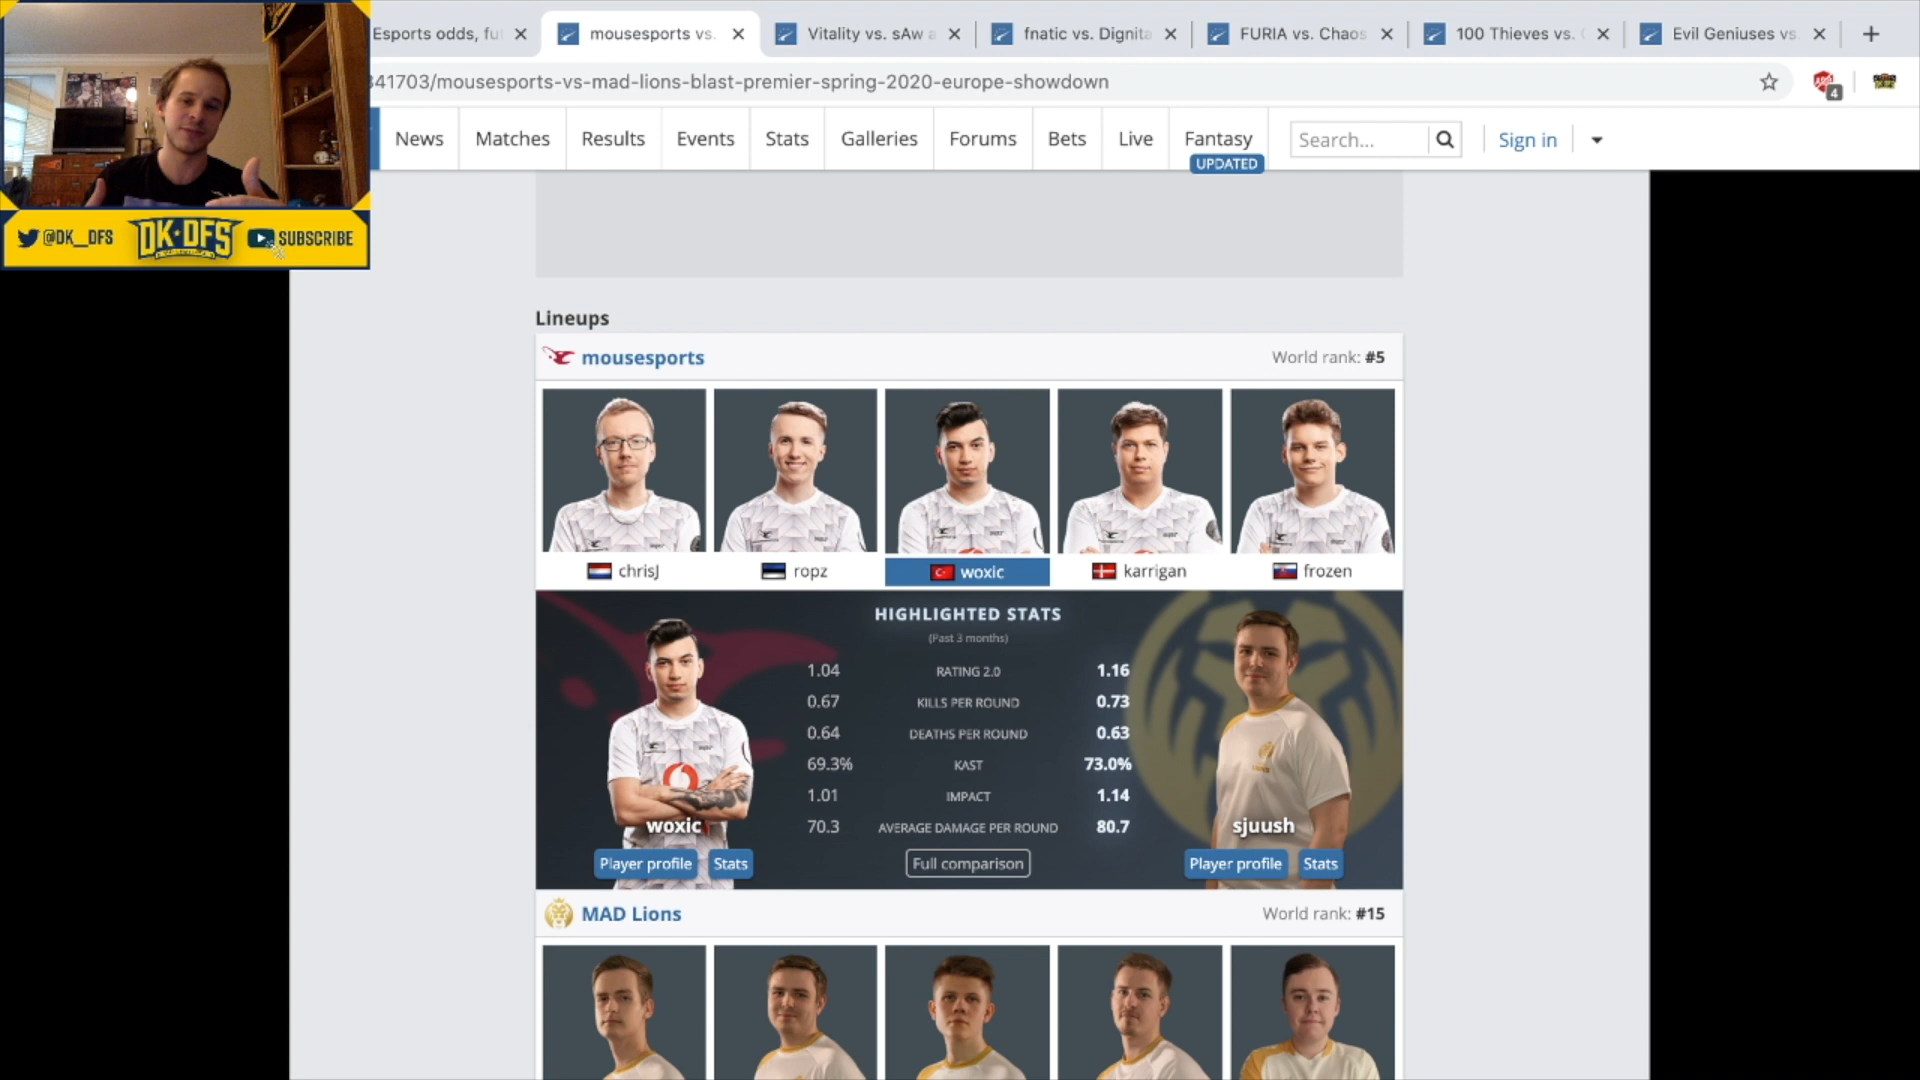 Esports odds, fu
mousesports vs.
Vitality vs. sAw a
fnatic vs. Dignita
FURIA vs. Chaos
100 Thieves vs.
Evil Geniuses vs.
341703/mousesports-vs-mad-lions-blast-premier-spring-2020-europe-showdown
4
News
Matches
Results
Events
Stats
Galleries
Forums
Bets
Live
Fantasy
UPDATED
Search...
Sign in
@DK__DFS
DK DFS
SUBSCRIBE
Lineups
mousesports
World rank: #5
chrisJ
ropz
woxic
karrigan
frozen
HIGHLIGHTED STATS
(Past 3 months)
1.04 RATING 2.0 1.16
0.67 KILLS PER ROUND 0.73
0.64 DEATHS PER ROUND 0.63
69.3% KAST 73.0%
1.01 IMPACT 1.14
70.3 AVERAGE DAMAGE PER ROUND 80.7
woxic
sjuush
Player profile
Stats
Full comparison
Player profile
Stats
MAD Lions
World rank: #15